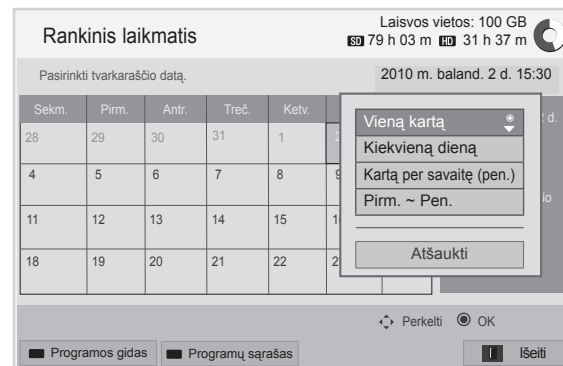 Rankinis laikmatis
Laisvos vietos: 100 GB
SD 79 h 03 m HD 31 h 37 m
Pasirinkti tvarkaraščio datą.
2010 m. baland. 2 d. 15:30
Sekm. Pirm. Antr. Treč. Ketv.
28 29 30 31 1 2
4 5 6 7 8 9
11 12 13 14 15
18 19 20 21 22
Vieną kartą
Kiekvieną dieną
Kartą per savaitę (pen.)
Pirm. ~ Pen.
Atšaukti
Perkelti OK
Programos gidas Programų sąrašas Išeiti